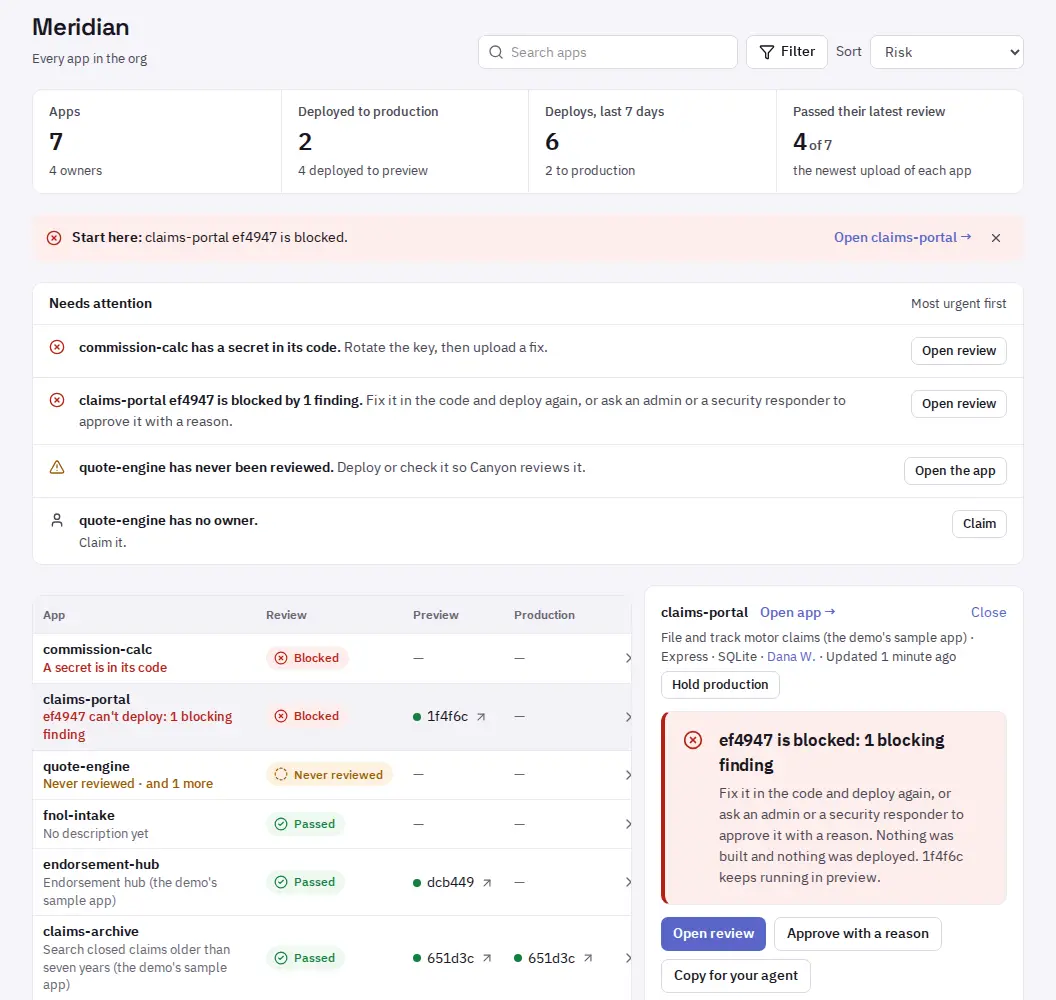 Meridian
Every app in the org
Search apps
Filter
Sort
Risk
Apps
7
4 owners
Deployed to production
2
4 deployed to preview
Deploys, last 7 days
6
2 to production
Passed their latest review
4 of 7
the newest upload of each app
Start here: claims-portal ef4947 is blocked.
Open claims-portal →
Needs attention
Most urgent first
commission-calc has a secret in its code. Rotate the key, then upload a fix.
Open review
claims-portal ef4947 is blocked by 1 finding. Fix it in the code and deploy again, or ask an admin or a security responder to
approve it with a reason.
Open review
quote-engine has never been reviewed. Deploy or check it so Canyon reviews it.
Open the app
quote-engine has no owner.
Claim it.
Claim
App
Review
Preview
Production
commission-calc
A secret is in its code
Blocked
—
—
claims-portal
ef4947 can't deploy: 1 blocking
finding
Blocked
1f4f6c ↗
—
quote-engine
Never reviewed · and 1 more
Never reviewed
—
—
fnol-intake
No description yet
Passed
—
—
endorsement-hub
Endorsement hub (the demo's
sample app)
Passed
dcb449 ↗
—
claims-archive
Search closed claims older than
seven years (the demo's sample
app)
Passed
651d3c ↗
651d3c ↗
claims-portal
Open app →
Close
File and track motor claims (the demo's sample app) ·
Express · SQLite · Dana W. · Updated 1 minute ago
Hold production
ef4947 is blocked: 1 blocking
finding
Fix it in the code and deploy again, or
ask an admin or a security responder to
approve it with a reason. Nothing was
built and nothing was deployed. 1f4f6c
keeps running in preview.
Open review
Approve with a reason
Copy for your agent